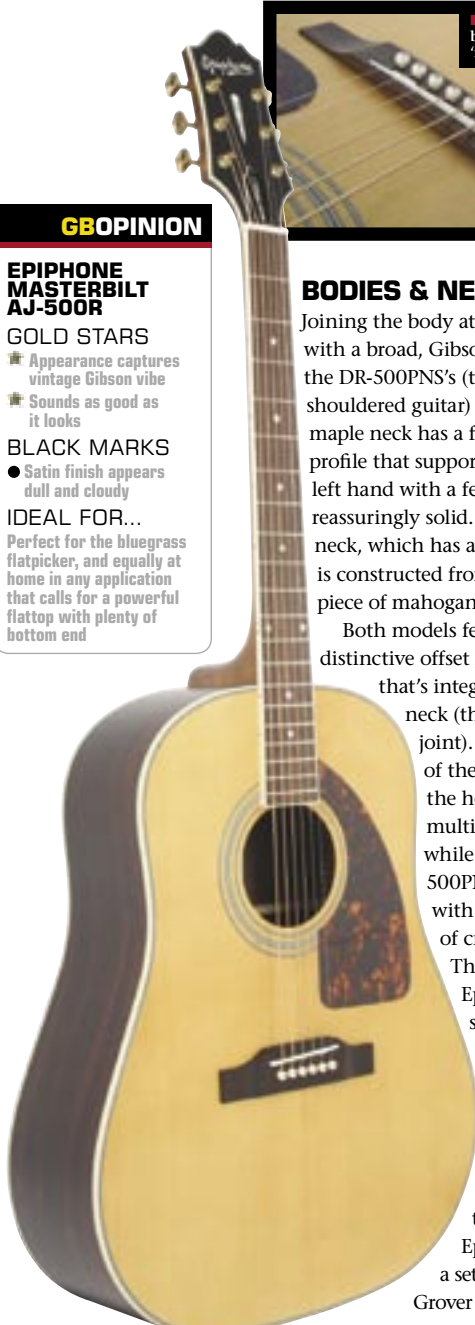 GBOPINION
EPIPHONE
MASTERBILT
AJ-500R
GOLD STARS
Appearance captures
vintage Gibson vibe
Sounds as good as
it looks
BLACK MARKS
Satin finish appears
dull and cloudy
IDEAL FOR...
Perfect for the bluegrass
flatpicker, and equally at
home in any application
that calls for a powerful
flattop with plenty of
bottom end
Epiphone
BODIES & NE
Joining the body at
with a broad, Gibso
the DR-500PNS's (t
shouldered guitar)
maple neck has a f
profile that suppor
left hand with a fe
reassuringly solid.
neck, which has a
is constructed from
piece of mahogan
Both models fe
distinctive offset
that's integ
neck (th
joint).
of the
the he
multi
while
500PN
with
of cr
Th
Ep
s
t
Ep
a set
Grover